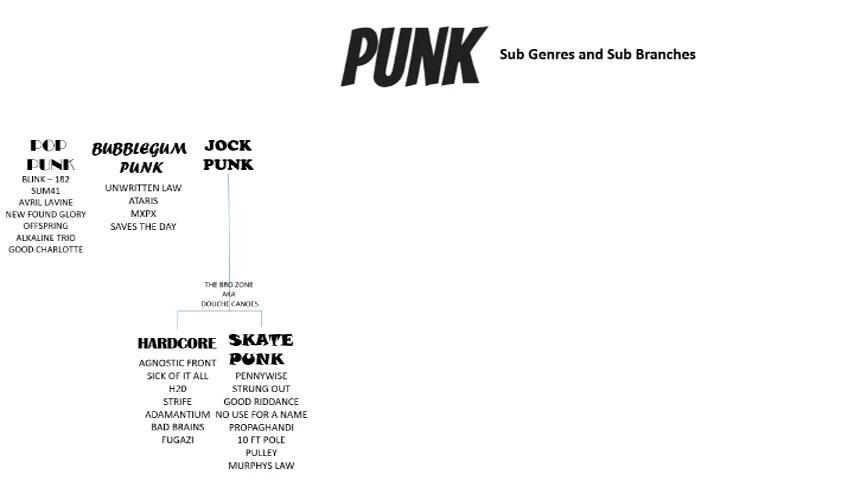 PUNK
Sub Genres and Sub Branches
POP
PUNK
BLINK – 182
SUM41
AVRIL LAVINE
NEW FOUND GLORY
OFFSPRING
ALKALINE TRIO
GOOD CHARLOTTE
BUBBLEGUM
PUNK
UNWRITTEN LAW
ATARIS
MXPX
SAVES THE DAY
JOCK
PUNK
THE BRO ZONE
AKA
DOUCHE CANOES
HARDCORE
AGNOSTIC FRONT
SICK OF IT ALL
H20
STRIFE
ADAMANTIUM
BAD BRAINS
FUGAZI
SKATE
PUNK
PENNYWISE
STRUNG OUT
GOOD RIDDANCE
NO USE FOR A NAME
PROPAGHANDI
10 FT POLE
PULLEY
MURPHYS LAW